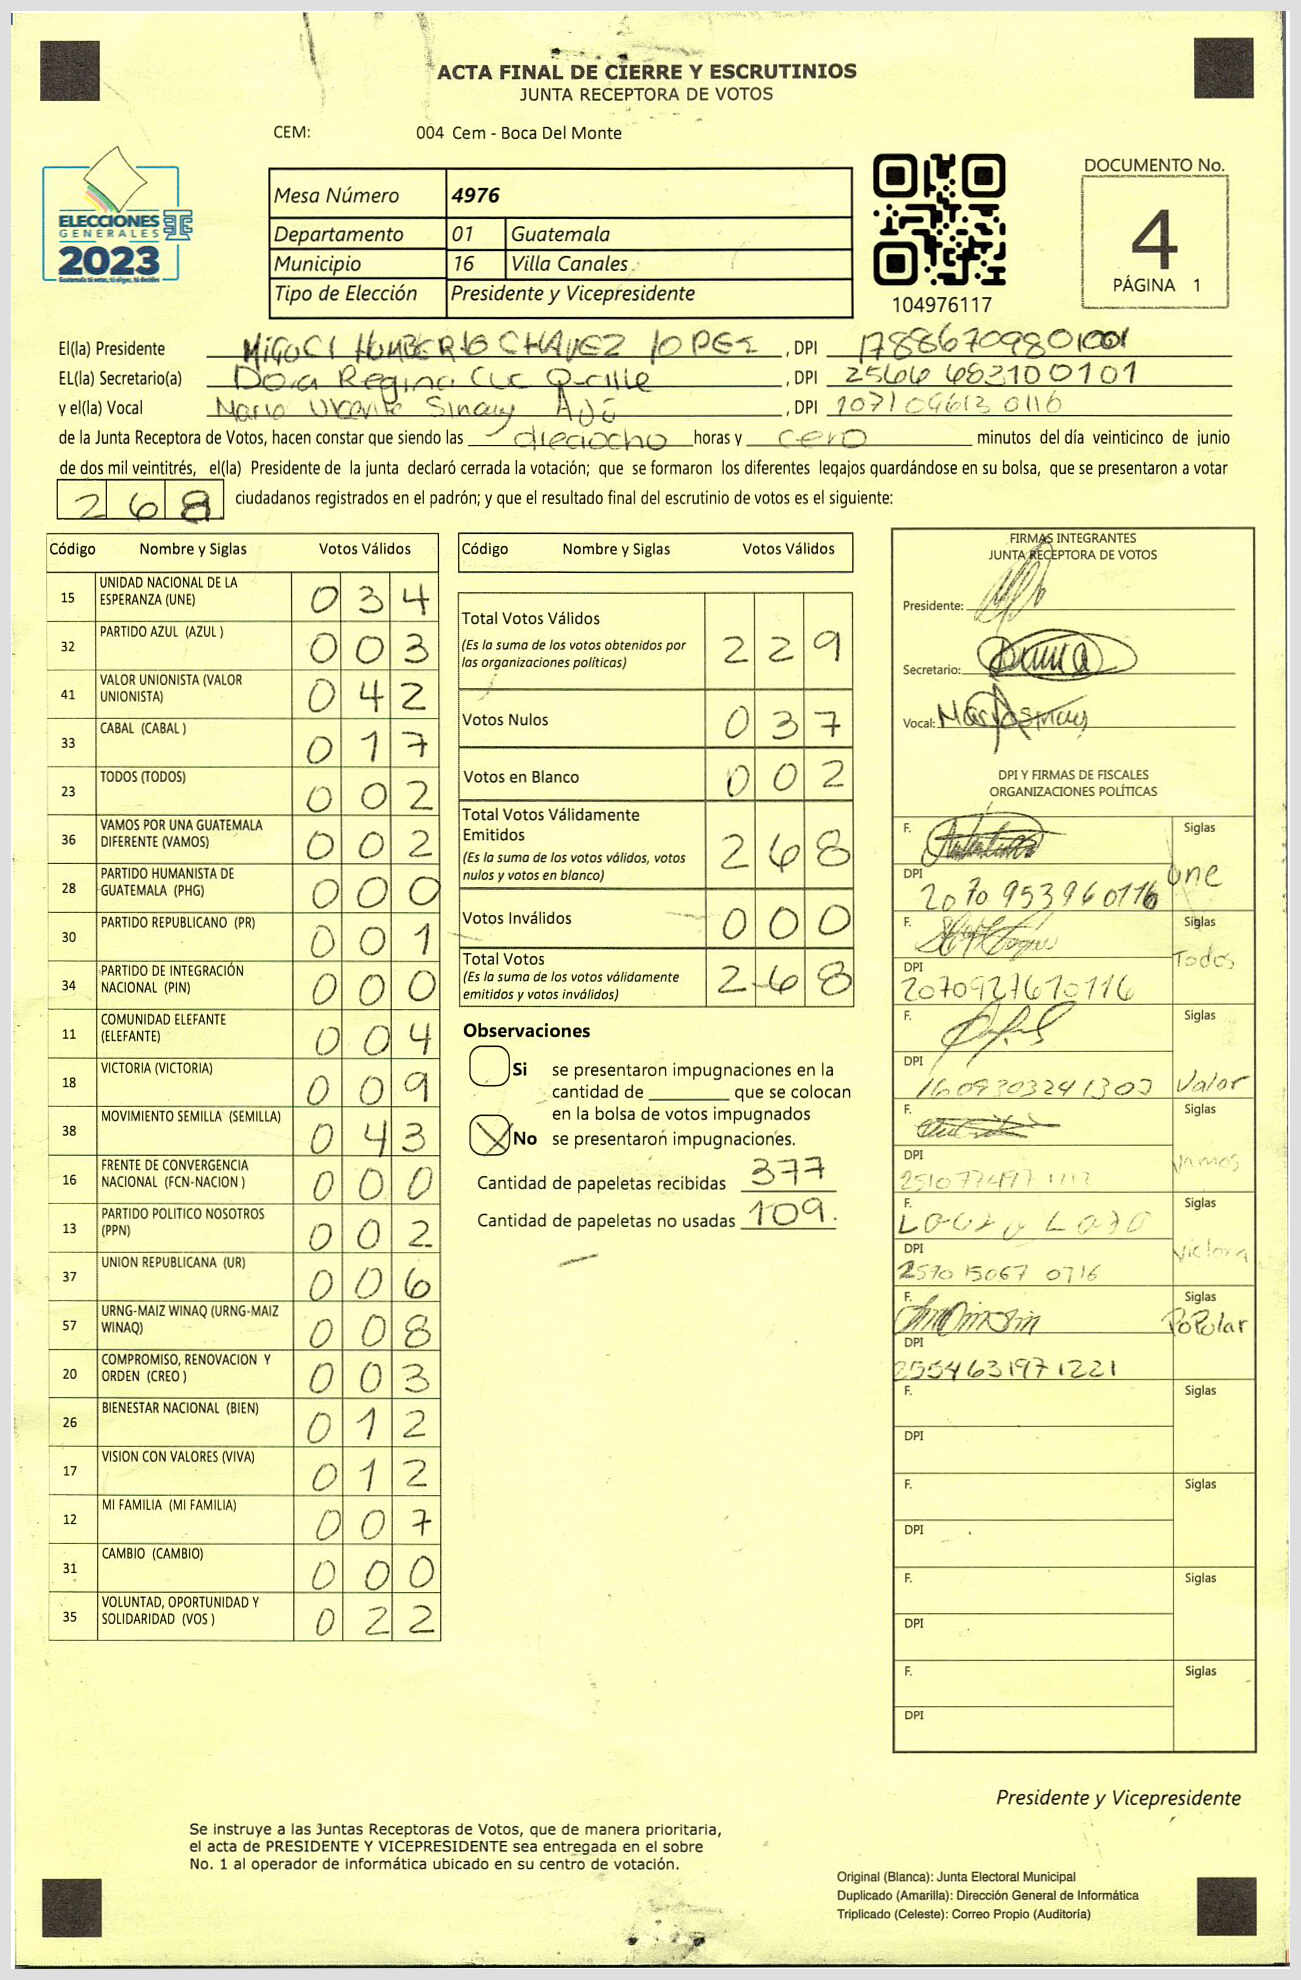 ACTA FINAL DE CIERRE Y ESCRUTINIOS
JUNTA RECEPTORA DE VOTOS
CEM: 004 Cem - Boca Del Monte
ELECCIONES
GENERALES
2023
Mesa Número 4976
Departamento 01 Guatemala
Municipio 16 Villa Canales
Tipo de Elección Presidente y Vicepresidente
104976117
DOCUMENTO No.
4
PÁGINA 1
El(la) Presidente HUMBERTO CHAVEZ LOPEZ, DPI
EL(la) Secretario(a) Regina, DPI 2566 683100101
y el(la) Vocal Mario Vicente Sinay Ajú, DPI
de la Junta Receptora de Votos, hacen constar que siendo las dieciocho horas y cero minutos del día veinticinco de junio
de dos mil veintitrés, el(la) Presidente de la junta declaró cerrada la votación; que se formaron los diferentes legajos guardándose en su bolsa, que se presentaron a votar
268 ciudadanos registrados en el padrón; y que el resultado final del escrutinio de votos es el siguiente:
Código Nombre y Siglas Votos Válidos
15 UNIDAD NACIONAL DE LA ESPERANZA (UNE) 034
32 PARTIDO AZUL (AZUL ) 003
41 VALOR UNIONISTA (VALOR UNIONISTA) 042
33 CABAL (CABAL ) 017
23 TODOS (TODOS) 002
36 VAMOS POR UNA GUATEMALA DIFERENTE (VAMOS) 002
28 PARTIDO HUMANISTA DE GUATEMALA (PHG) 000
30 PARTIDO REPUBLICANO (PR) 001
34 PARTIDO DE INTEGRACIÓN NACIONAL (PIN) 000
11 COMUNIDAD ELEFANTE (ELEFANTE) 004
18 VICTORIA (VICTORIA) 009
38 MOVIMIENTO SEMILLA (SEMILLA) 043
16 FRENTE DE CONVERGENCIA NACIONAL (FCN-NACION ) 000
13 PARTIDO POLITICO NOSOTROS (PPN) 002
37 UNION REPUBLICANA (UR) 006
57 URNG-MAIZ WINAQ (URNG-MAIZ WINAQ) 008
20 COMPROMISO, RENOVACION Y ORDEN (CREO ) 003
26 BIENESTAR NACIONAL (BIEN) 012
17 VISION CON VALORES (VIVA) 012
12 MI FAMILIA (MI FAMILIA) 007
31 CAMBIO (CAMBIO) 000
35 VOLUNTAD, OPORTUNIDAD Y SOLIDARIDAD (VOS ) 022
Código Nombre y Siglas Votos Válidos
Total Votos Válidos 229
(Es la suma de los votos obtenidos por
las organizaciones políticas)
Votos Nulos 037
Votos en Blanco 002
Total Votos Válidamente
Emitidos 268
(Es la suma de los votos válidos, votos
nulos y votos en blanco)
Votos Inválidos 000
Total Votos 268
(Es la suma de los votos válidamente
emitidos y votos inválidos)
Observaciones
Si se presentaron impugnaciones en la
cantidad de ________ que se colocan
en la bolsa de votos impugnados
No se presentaron impugnaciones.
Cantidad de papeletas recibidas 377
Cantidad de papeletas no usadas 109.
FIRMAS INTEGRANTES
JUNTA RECEPTORA DE VOTOS
Presidente:
Secretario:
Vocal:
DPI Y FIRMAS DE FISCALES
ORGANIZACIONES POLÍTICAS
F. Siglas
DPI une
2070 95396 0116
F. Siglas
Todos
DPI
2070927610116
F. Siglas
DPI
Valor
F. Siglas
DPI Vamos
F. Siglas
DPI Victoria
2590 15067 0716
F. Siglas
Popular
DPI
2554631971221
F. Siglas
DPI
F. Siglas
DPI
F. Siglas
DPI
F. Siglas
DPI
Presidente y Vicepresidente
Se instruye a las Juntas Receptoras de Votos, que de manera prioritaria,
el acta de PRESIDENTE Y VICEPRESIDENTE sea entregada en el sobre
No. 1 al operador de informática ubicado en su centro de votación.
Original (Blanca): Junta Electoral Municipal
Duplicado (Amarilla): Dirección General de Informática
Triplicado (Celeste): Correo Propio (Auditoría)